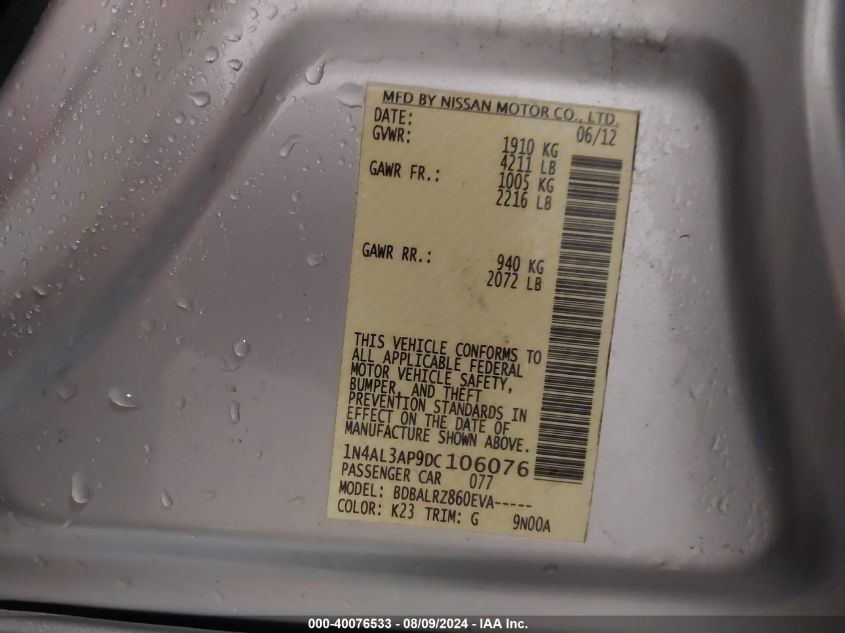 MFD BY NISSAN MOTOR CO., LTD.
DATE: 06/12
GVWR: 1910 KG
4211 LB
GAWR FR.: 1005 KG
2216 LB
GAWR RR.: 940 KG
2072 LB
THIS VEHICLE CONFORMS TO
ALL APPLICABLE FEDERAL
MOTOR VEHICLE SAFETY,
BUMPER, AND THEFT
PREVENTION STANDARDS IN
EFFECT ON THE DATE OF
MANUFACTURE SHOWN ABOVE.
1N4AL3AP9DC106076
PASSENGER CAR 077
MODEL: BDBALRZ860EVA-----
COLOR: K23 TRIM: G 9N00A
000-40076533 - 08/09/2024 - IAA Inc.